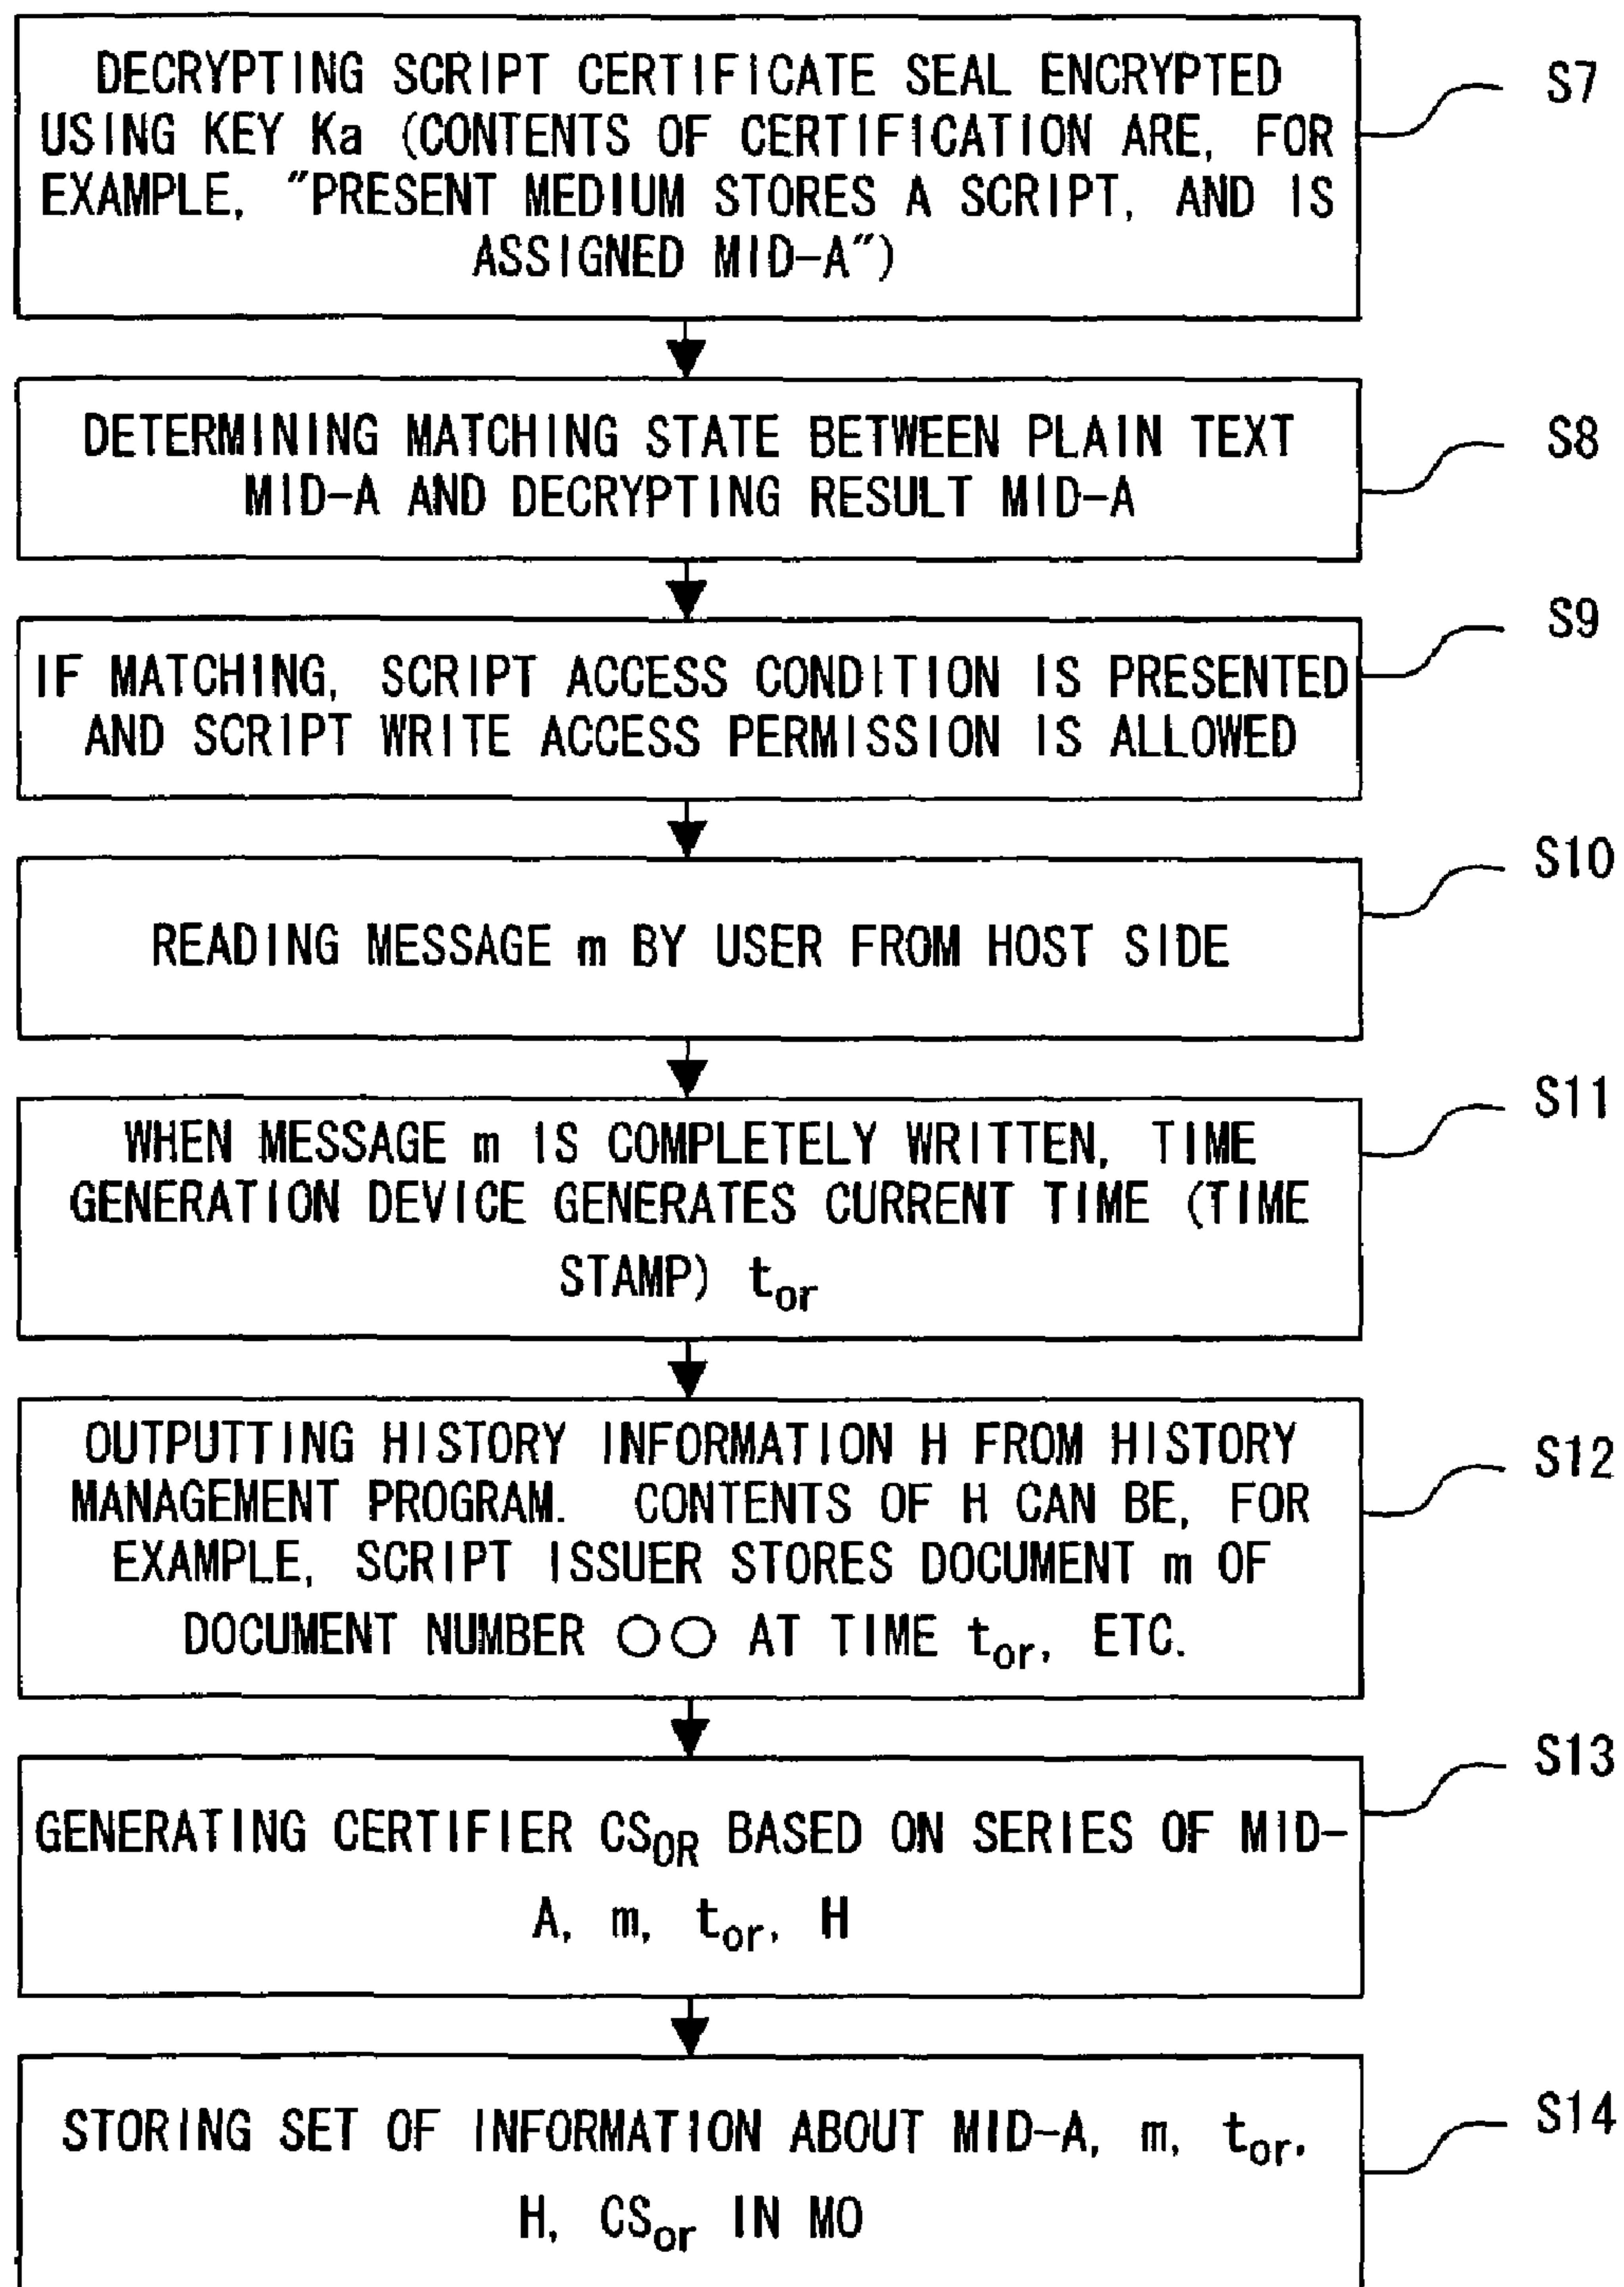 DECRYPTING SCRIPT CERTIFICATE SEAL ENCRYPTED
USING KEY Ka (CONTENTS OF CERTIFICATION ARE, FOR
EXAMPLE, "PRESENT MEDIUM STORES A SCRIPT, AND IS
ASSIGNED MID-A")
S7
DETERMINING MATCHING STATE BETWEEN PLAIN TEXT
MID-A AND DECRYPTING RESULT MID-A
S8
IF MATCHING, SCRIPT ACCESS CONDITION IS PRESENTED
AND SCRIPT WRITE ACCESS PERMISSION IS ALLOWED
S9
READING MESSAGE m BY USER FROM HOST SIDE
S10
WHEN MESSAGE m IS COMPLETELY WRITTEN, TIME
GENERATION DEVICE GENERATES CURRENT TIME (TIME
STAMP) tor
S11
OUTPUTTING HISTORY INFORMATION H FROM HISTORY
MANAGEMENT PROGRAM. CONTENTS OF H CAN BE, FOR
EXAMPLE, SCRIPT ISSUER STORES DOCUMENT m OF
DOCUMENT NUMBER ○○ AT TIME tor, ETC.
S12
GENERATING CERTIFIER CSOR BASED ON SERIES OF MID-
A, m, tor, H
S13
STORING SET OF INFORMATION ABOUT MID-A, m, tor,
H, CSor IN MO
S14